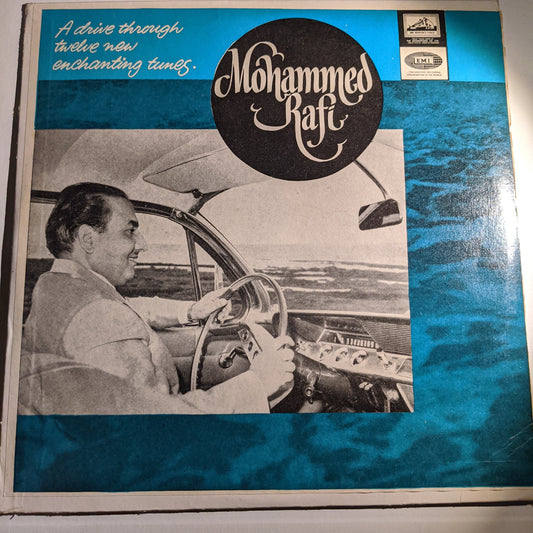 A drive through
twelve new
enchanting tunes.
Mohammed
Rafi
EMI